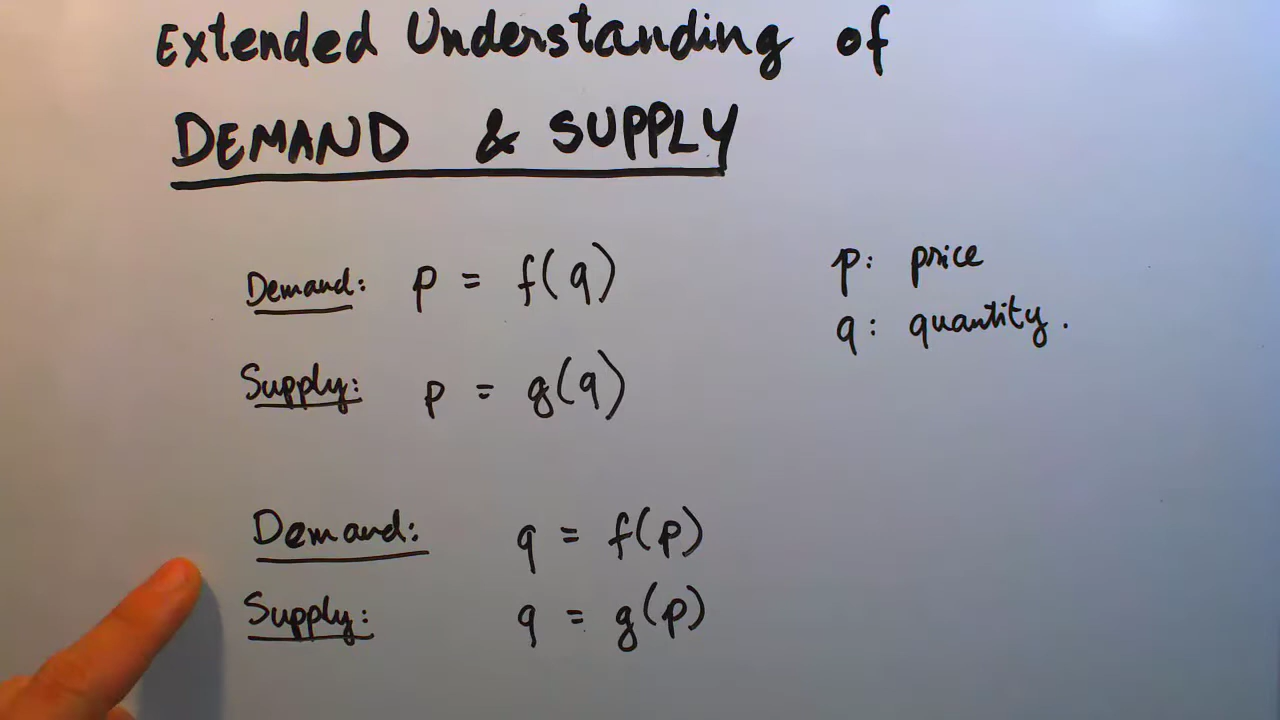 Extended Understanding of
DEMAND & SUPPLY
Demand: p = f(q)
Supply: p = g(q)
p: price
q: quantity.
Demand: q = f(p)
Supply: q = g(p)